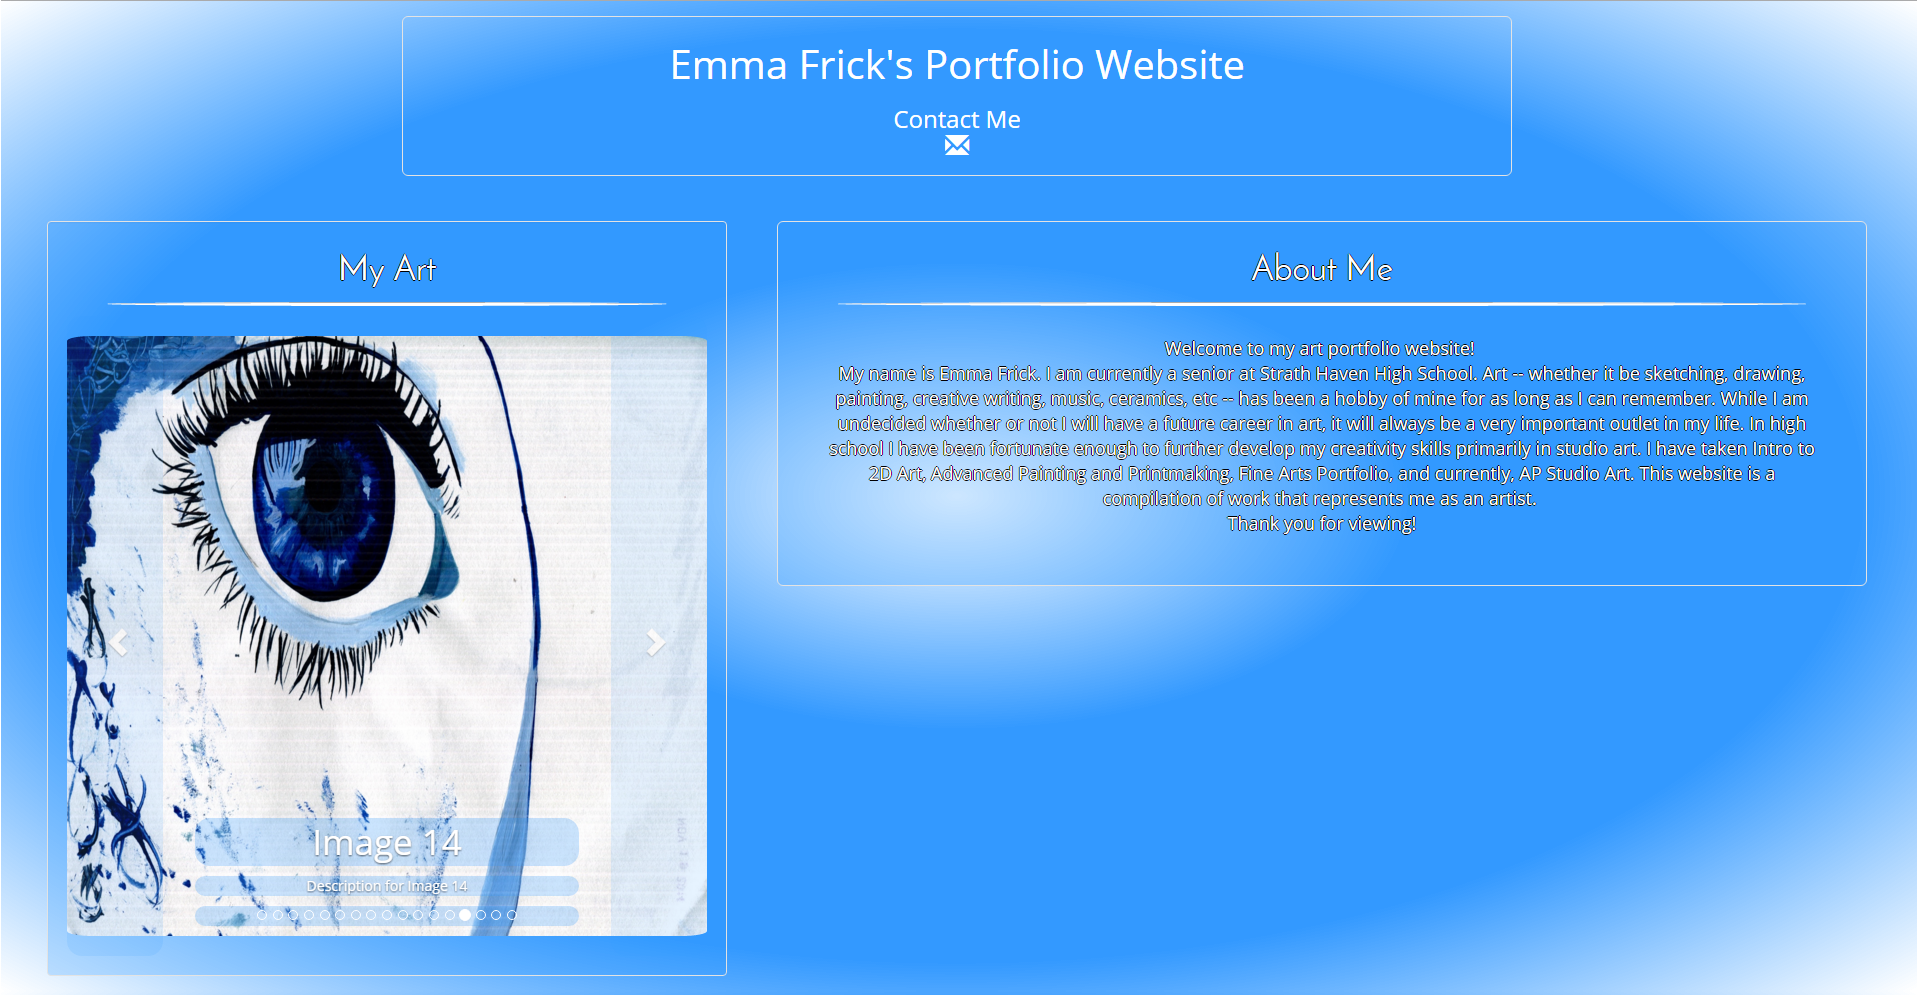 Emma Frick's Portfolio Website
Contact Me
My Art
Image 14
Description for Image 14
About Me
Welcome to my art portfolio website!
My name is Emma Frick. I am currently a senior at Strath Haven High School. Art -- whether it be sketching, drawing,
painting, creative writing, music, ceramics, etc -- has been a hobby of mine for as long as I can remember. While I am
undecided whether or not I will have a future career in art, it will always be a very important outlet in my life. In high
school I have been fortunate enough to further develop my creativity skills primarily in studio art. I have taken Intro to
2D Art, Advanced Painting and Printmaking, Fine Arts Portfolio, and currently, AP Studio Art. This website is a
compilation of work that represents me as an artist.
Thank you for viewing!